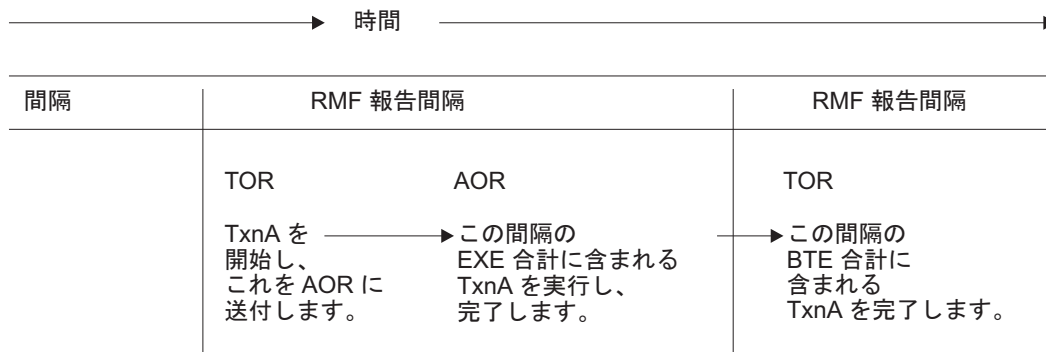 時間
間隔
RMF 報告間隔
RMF 報告間隔
TOR
AOR
TOR
TxnA を
開始し、
これを AOR に
送付します。
この間隔の
EXE 合計に含まれる
TxnA を実行し、
完了します。
この間隔の
BTE 合計に
含まれる
TxnA を完了します。